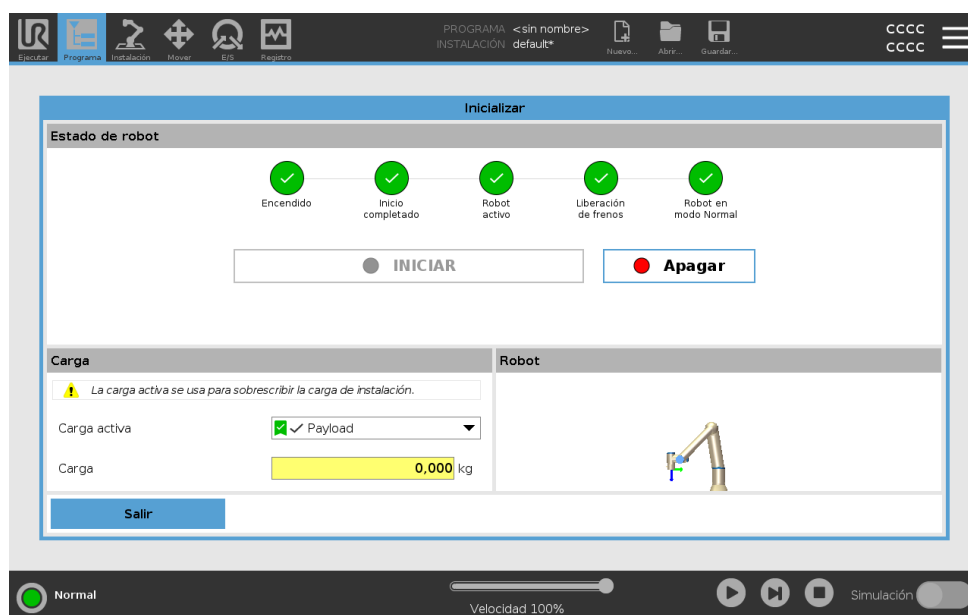 UR
PROGRAMA <sin nombre>
INSTALACIÓN default*
CCCC
CCCC
Ejecutar Programa Instalación Mover E/S Registro Nuevo... Abrir... Guardar...
Inicializar
Estado de robot
Encendido
Inicio
completado
Robot
activo
Liberación
de frenos
Robot en
modo Normal
INICIAR
Apagar
Carga
Robot
La carga activa se usa para sobrescribir la carga de instalación.
Carga activa
Payload
Carga
0,000 kg
Salir
Normal
Velocidad 100%
Simulación